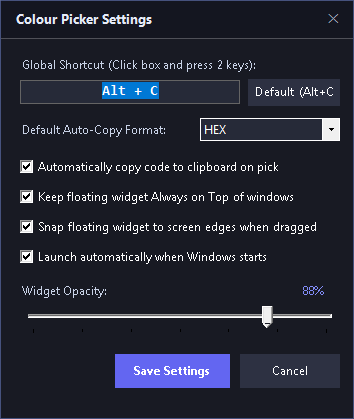 Colour Picker Settings
Global Shortcut (Click box and press 2 keys):
Alt + C
Default (Alt+C
Default Auto-Copy Format:
HEX
Automatically copy code to clipboard on pick
Keep floating widget Always on Top of windows
Snap floating widget to screen edges when dragged
Launch automatically when Windows starts
Widget Opacity:
88%
Save Settings
Cancel